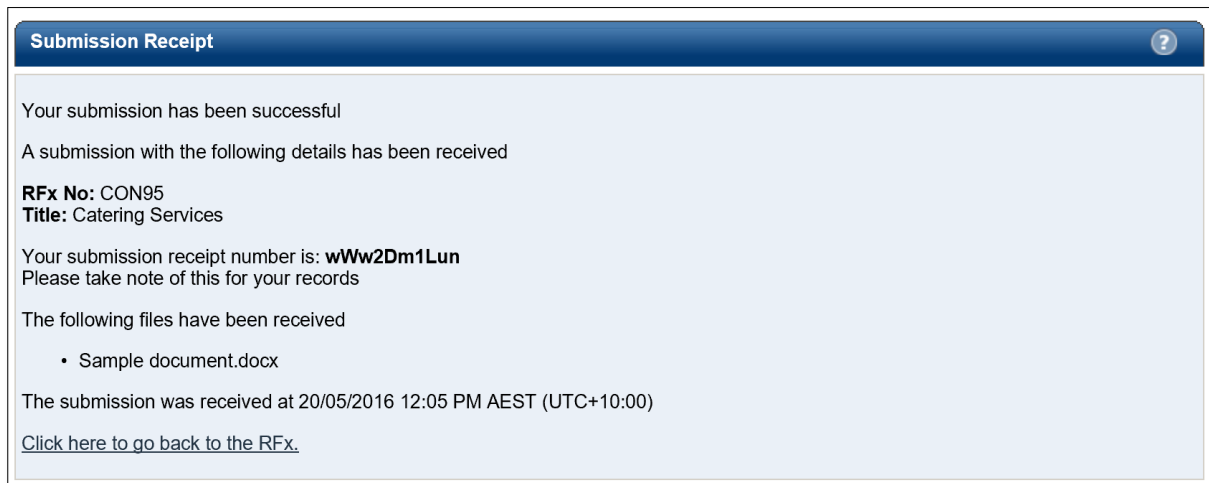 Submission Receipt
?
Your submission has been successful
A submission with the following details has been received
RFx No: CON95
Title: Catering Services
Your submission receipt number is: wWw2Dm1Lun
Please take note of this for your records
The following files have been received
• Sample document.docx
The submission was received at 20/05/2016 12:05 PM AEST (UTC+10:00)
Click here to go back to the RFx.